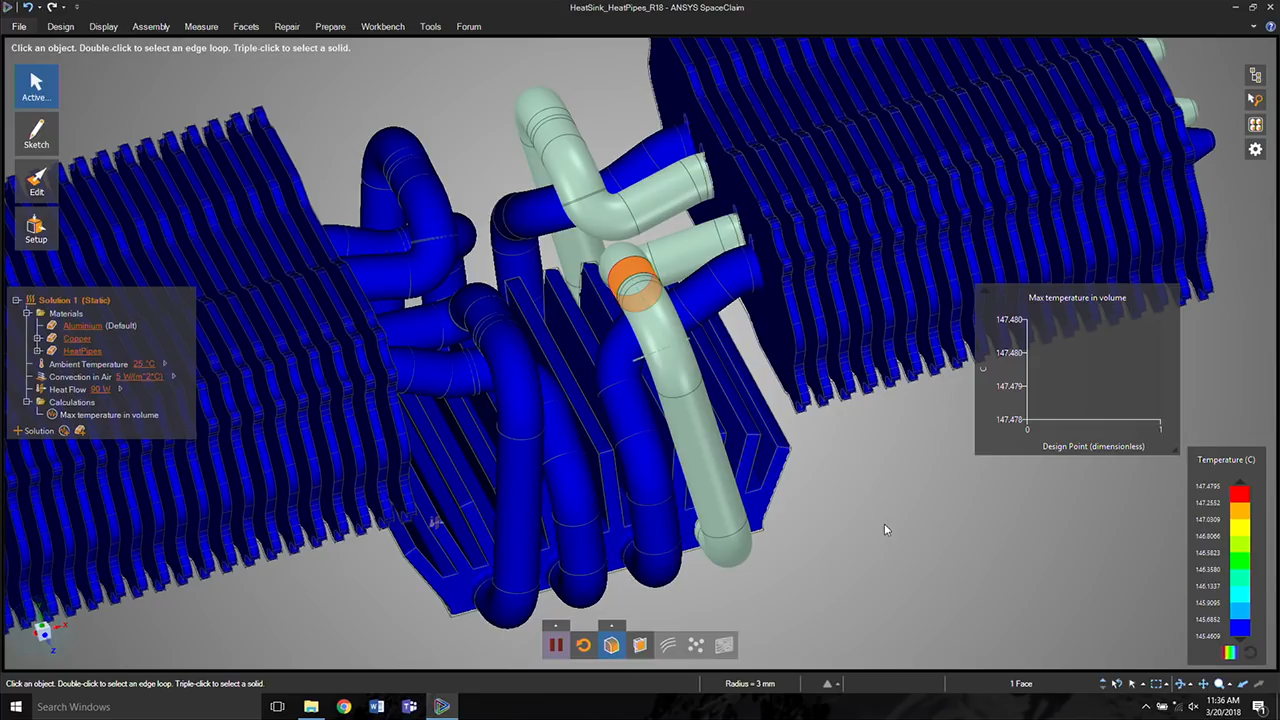 HeatSink_HeatPipes_R18 - ANSYS SpaceClaim
File Design Display Assembly Measure Facets Repair Prepare Workbench Tools Forum
Click an object. Double-click to select an edge loop. Triple-click to select a solid.
Active...
Sketch
Edit
Setup
Solution 1 (Static)
Materials
Aluminium (Default)
Copper
HeatPipes
Ambient Temperature 25 °C
Convection in Air 5 W/(m^2°C)
Heat Flow 90 W
Calculations
Max temperature in volume
Solution
Max temperature in volume
147.480
147.480
147.479
147.478
C
0 1
Design Point (dimensionless)
Temperature (C)
147.4795
147.2552
147.0309
146.8066
146.5823
146.3580
146.1337
145.9095
145.6852
145.4609
X
Z
Click an object. Double-click to select an edge loop. Triple-click to select a solid.
Radius = 3 mm
1 Face
Search Windows
11:36 AM
3/20/2018